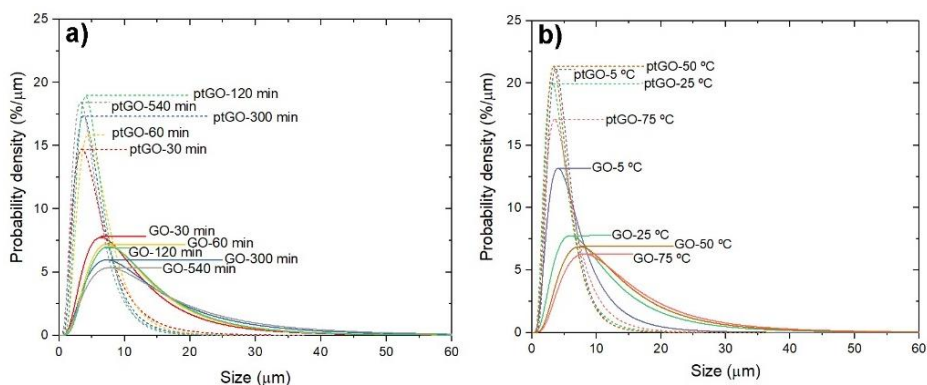 a)
Probability density (%/μm)
25
20
15
10
5
0
ptGO-120 min
ptGO-540 min
ptGO-300 min
ptGO-60 min
ptGO-30 min
GO-30 min
GO-60 min
GO-120 min
GO-300 min
GO-540 min
0 10 20 30 40 50 60
Size (μm)
b)
Probability density (%/μm)
25
20
15
10
5
0
ptGO-50 ºC
ptGO-5 ºC
ptGO-25 ºC
ptGO-75 ºC
GO-5 ºC
GO-25 ºC
GO-50 ºC
GO-75 ºC
0 10 20 30 40 50 60
Size (μm)